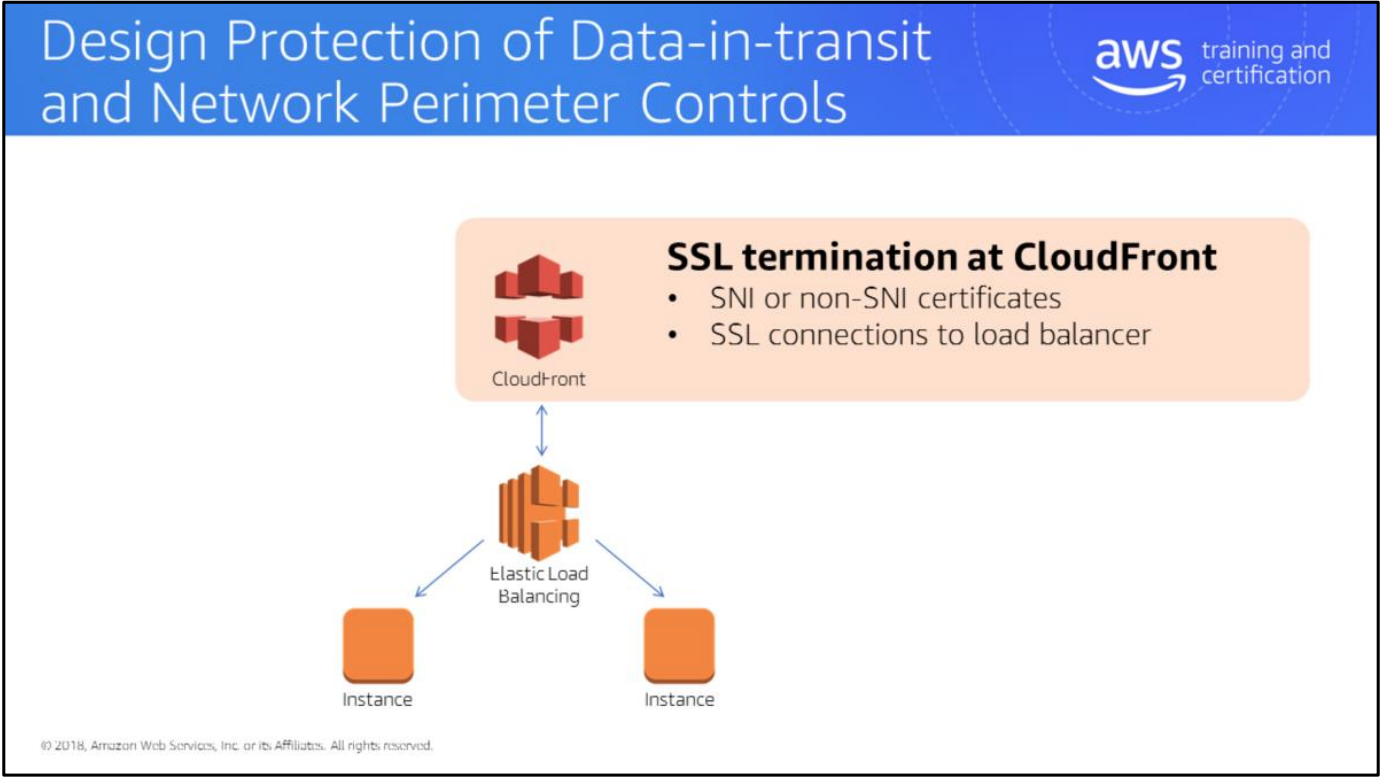 Design Protection of Data-in-transit
and Network Perimeter Controls
aws training and
certification
SSL termination at CloudFront
• SNI or non-SNI certificates
• SSL connections to load balancer
CloudFront
Elastic Load
Balancing
Instance
Instance
© 2018, Amazon Web Services, Inc. or its Affiliates. All rights reserved.